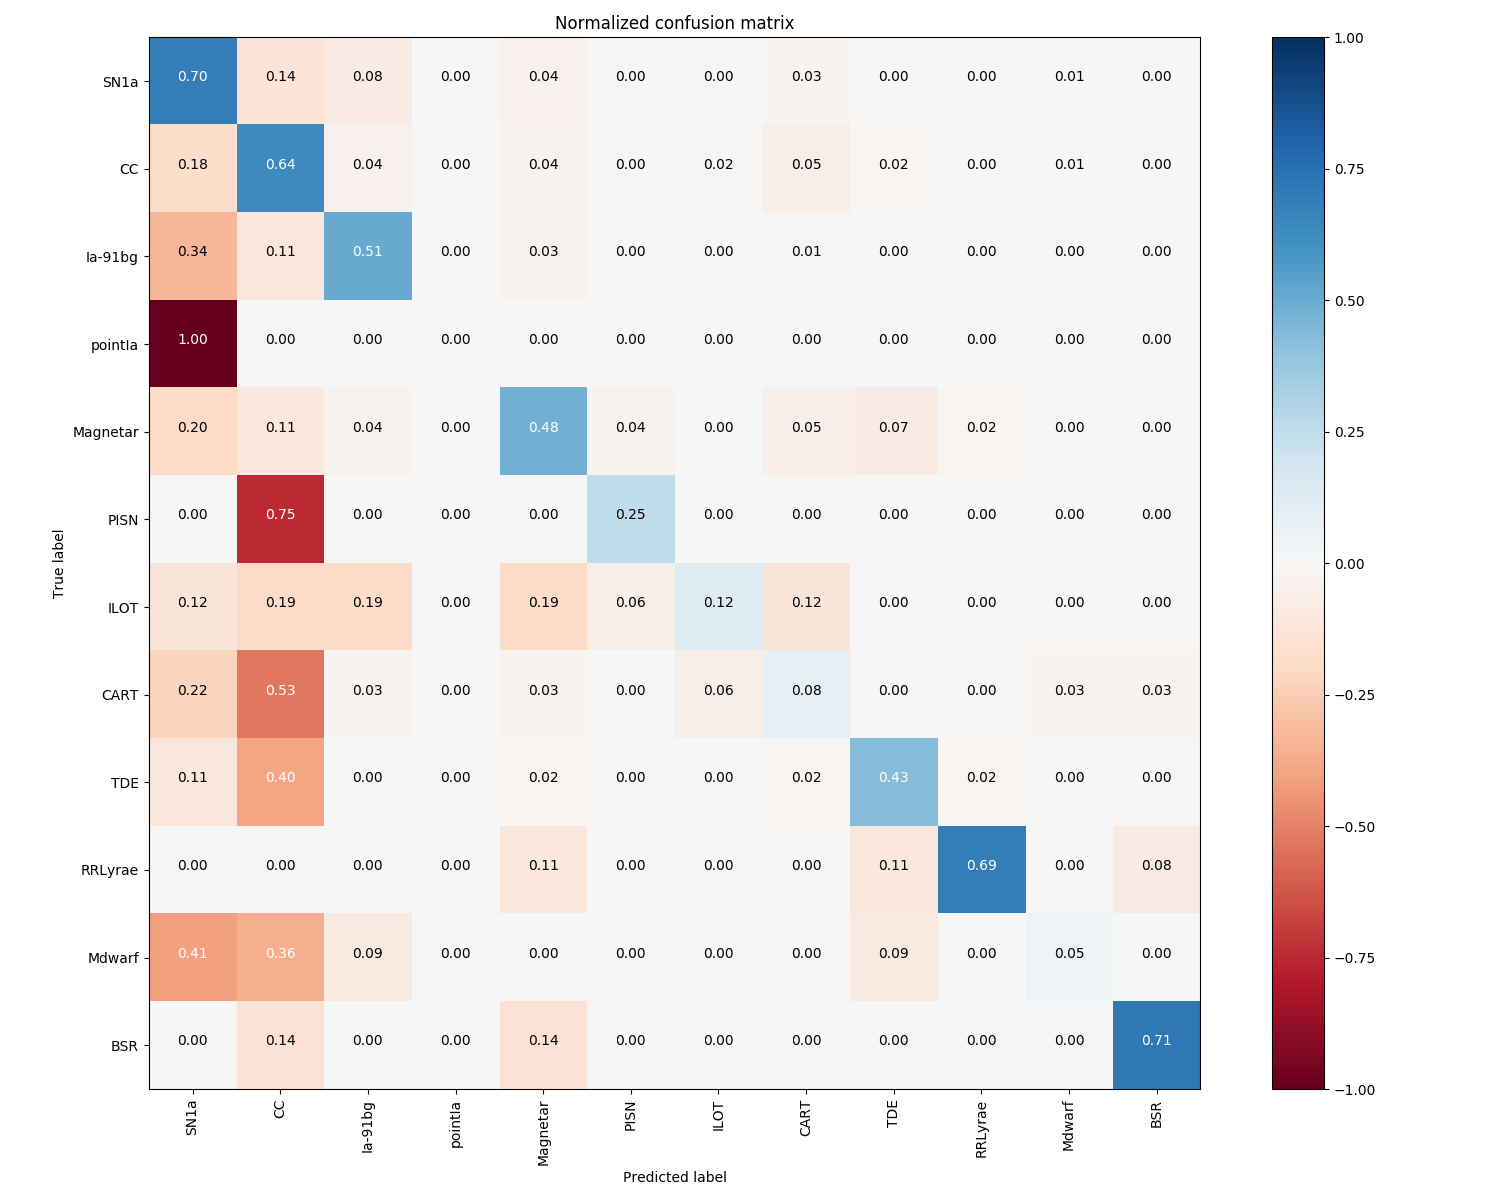 Normalized confusion matrix
SN1a 0.70 0.14 0.08 0.00 0.04 0.00 0.00 0.03 0.00 0.00 0.01 0.00
CC 0.18 0.64 0.04 0.00 0.04 0.00 0.02 0.05 0.02 0.00 0.01 0.00
Ia-91bg 0.34 0.11 0.51 0.00 0.03 0.00 0.00 0.01 0.00 0.00 0.00 0.00
pointIa 1.00 0.00 0.00 0.00 0.00 0.00 0.00 0.00 0.00 0.00 0.00 0.00
Magnetar 0.20 0.11 0.04 0.00 0.48 0.04 0.00 0.05 0.07 0.02 0.00 0.00
PISN 0.00 0.75 0.00 0.00 0.00 0.25 0.00 0.00 0.00 0.00 0.00 0.00
ILOT 0.12 0.19 0.19 0.00 0.19 0.06 0.12 0.12 0.00 0.00 0.00 0.00
CART 0.22 0.53 0.03 0.00 0.03 0.00 0.06 0.08 0.00 0.00 0.03 0.03
TDE 0.11 0.40 0.00 0.00 0.02 0.00 0.00 0.02 0.43 0.02 0.00 0.00
RRLyrae 0.00 0.00 0.00 0.00 0.11 0.00 0.00 0.00 0.11 0.69 0.00 0.08
Mdwarf 0.41 0.36 0.09 0.00 0.00 0.00 0.00 0.00 0.09 0.00 0.05 0.00
BSR 0.00 0.14 0.00 0.00 0.14 0.00 0.00 0.00 0.00 0.00 0.00 0.71
SN1a CC Ia-91bg pointIa Magnetar PISN ILOT CART TDE RRLyrae Mdwarf BSR
Predicted label
True label
1.00
0.75
0.50
0.25
0.00
−0.25
−0.50
−0.75
−1.00